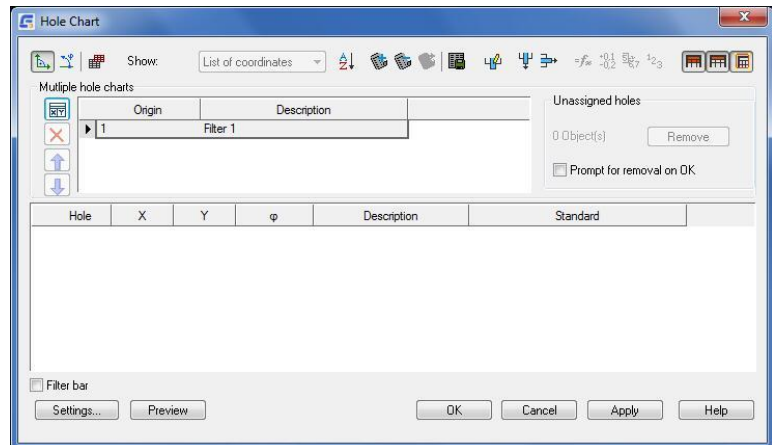 Hole Chart
Show: List of coordinates
Mutliple hole charts
Origin Description
1 Filter 1
Unassigned holes
0 Object(s) Remove
Prompt for removal on OK
Hole X Y φ Description Standard
Filter bar
Settings... Preview OK Cancel Apply Help